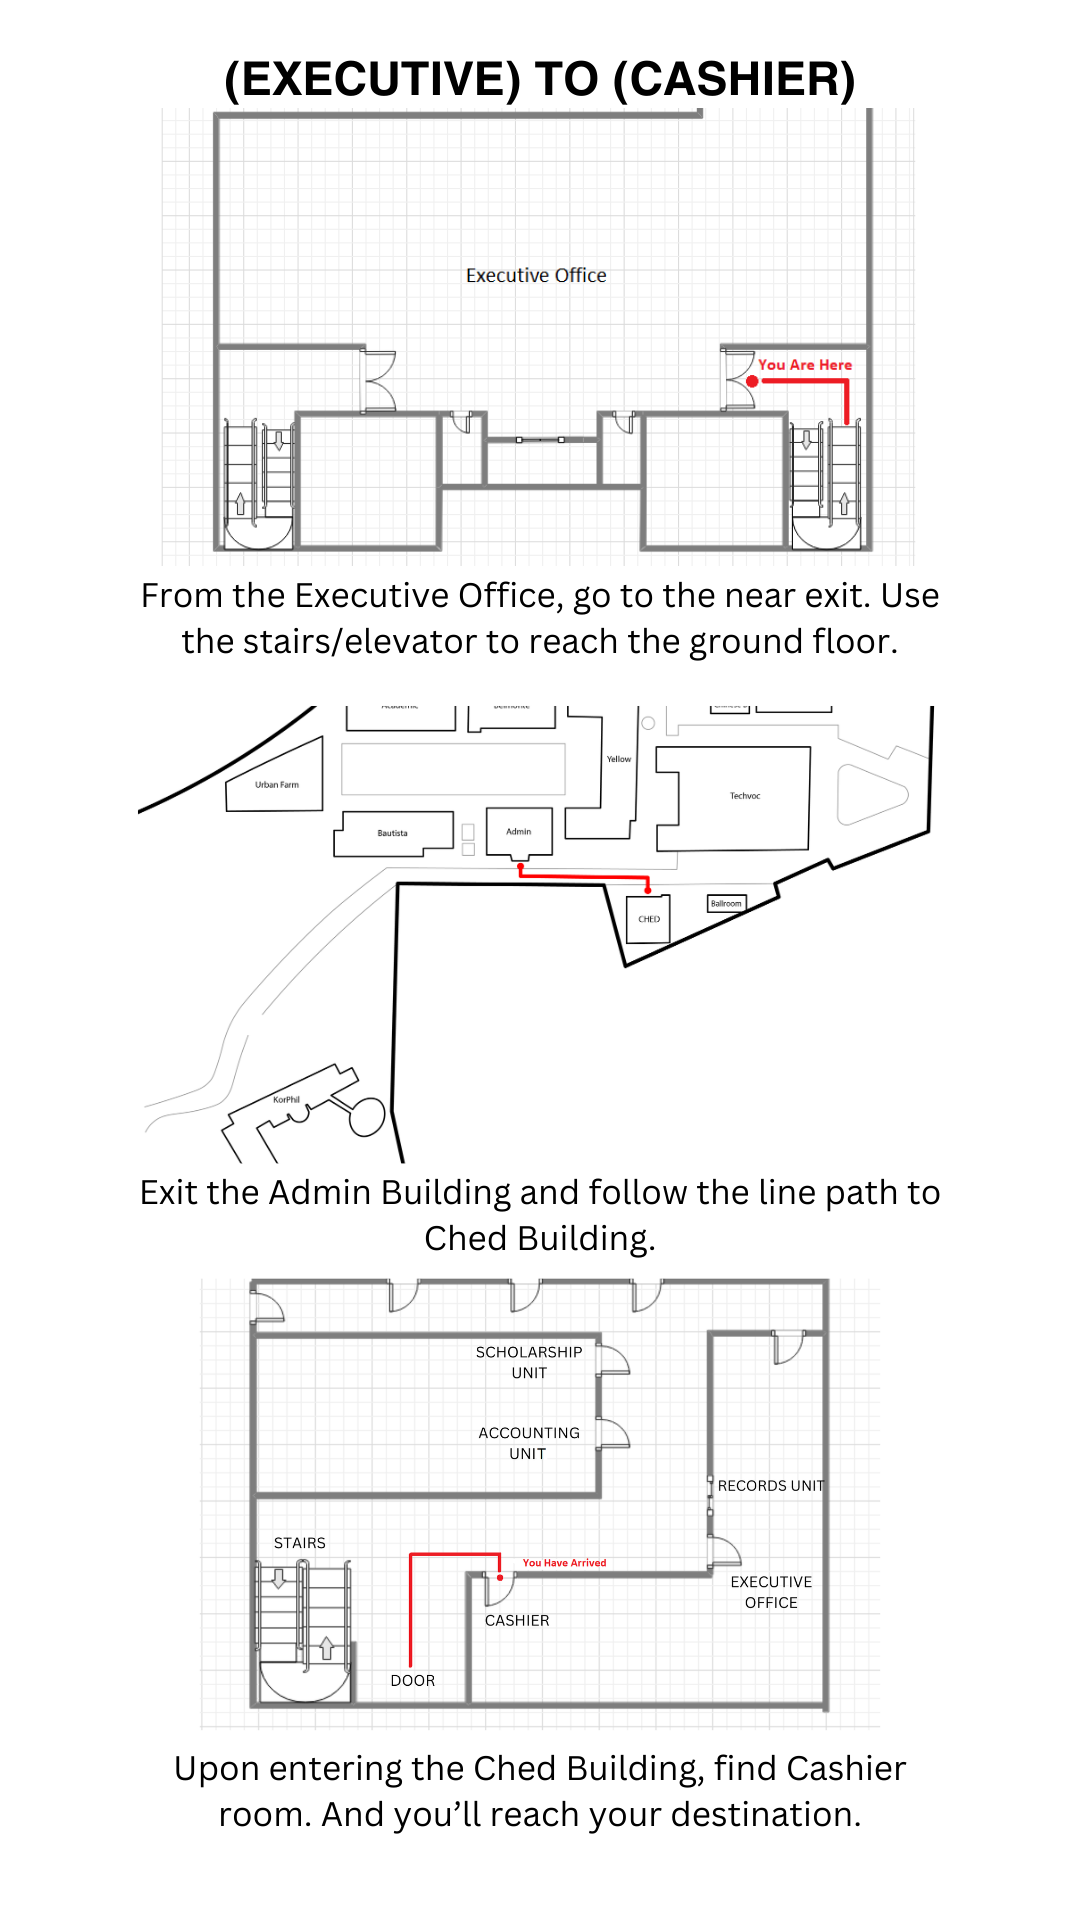 (EXECUTIVE) TO (CASHIER)
Executive Office
You Are Here
From the Executive Office, go to the near exit. Use
the stairs/elevator to reach the ground floor.
Academic
Belmonte
Yellow
Urban Farm
Techvoc
Bautista
Admin
CHED
Ballroom
KorPhil
Exit the Admin Building and follow the line path to
Ched Building.
SCHOLARSHIP
UNIT
ACCOUNTING
UNIT
RECORDS UNIT
STAIRS
You Have Arrived
EXECUTIVE
OFFICE
CASHIER
DOOR
Upon entering the Ched Building, find Cashier
room. And you’ll reach your destination.